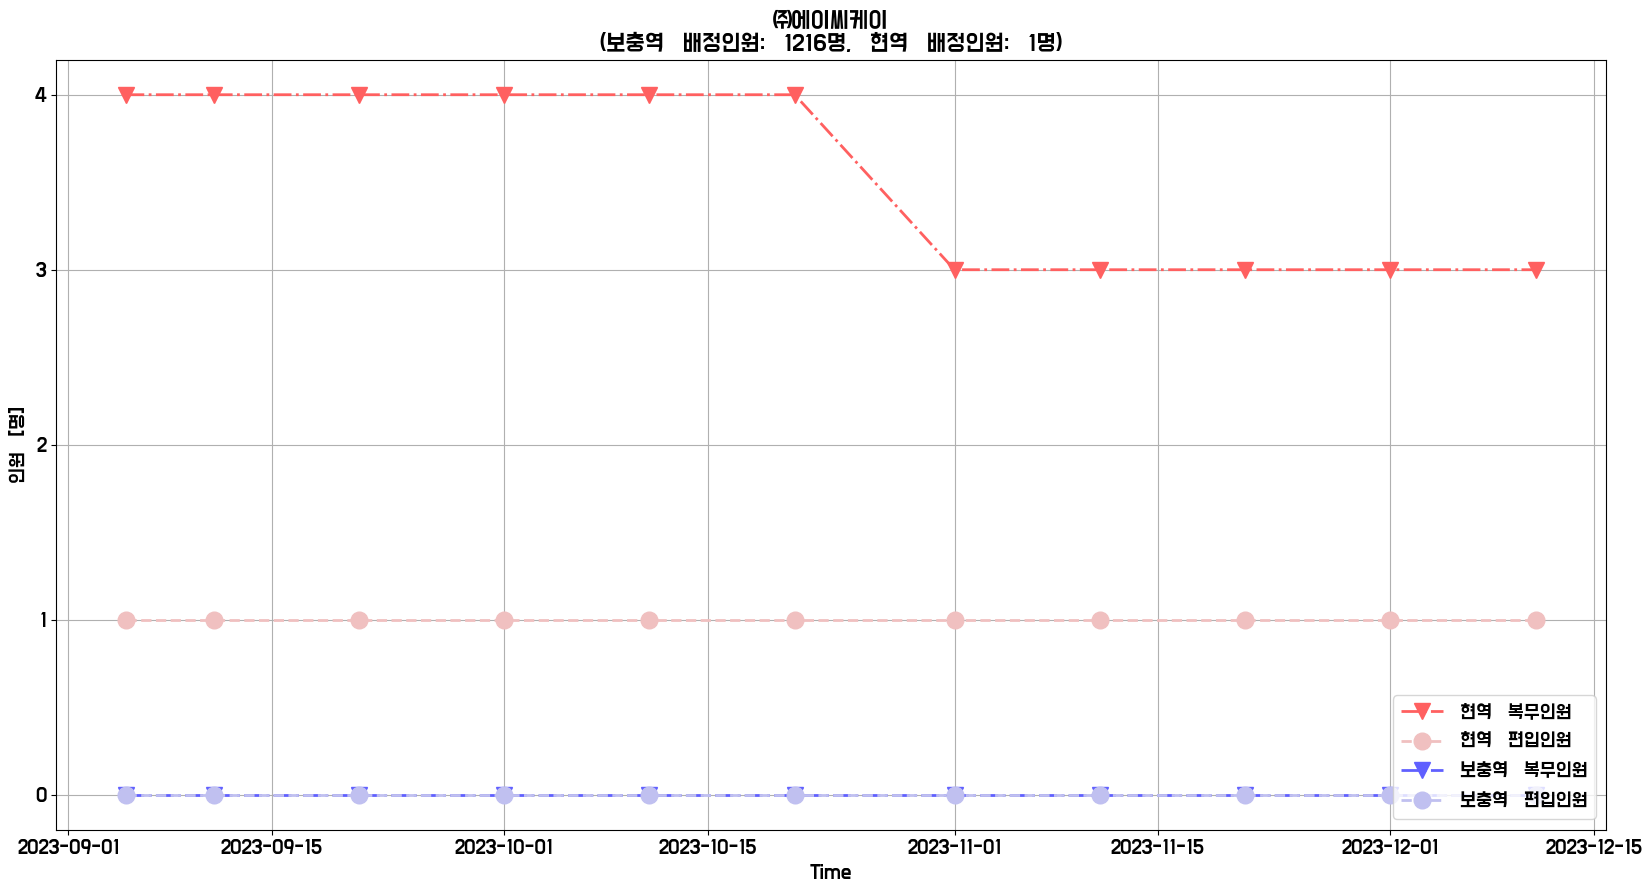 ㈜에이씨케이
(보충역 배정인원: 1216명, 현역 배정인원: 1명)
인원 [명]
4
3
2
1
0
2023-09-01 2023-09-15 2023-10-01 2023-10-15 2023-11-01 2023-11-15 2023-12-01 2023-12-15
Time
현역 복무인원
현역 편입인원
보충역 복무인원
보충역 편입인원